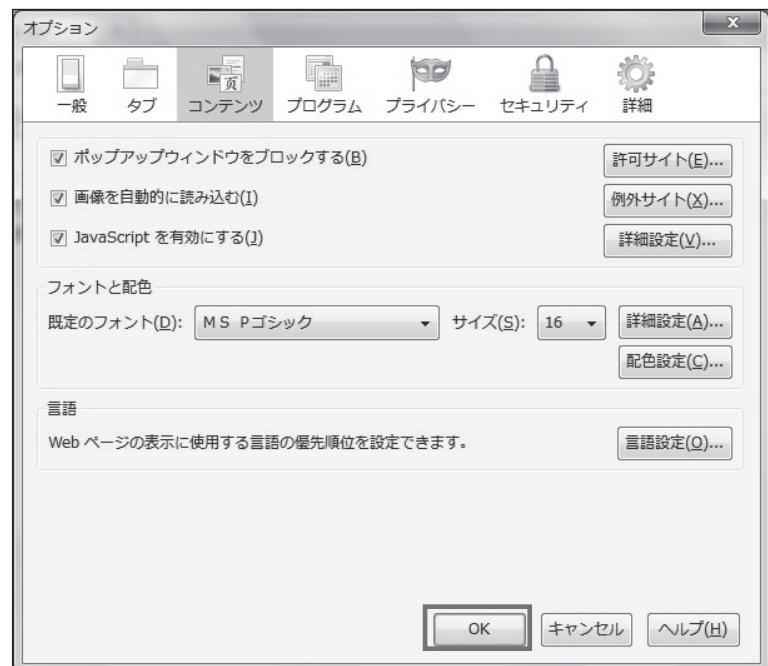 オプション
一般 タブ コンテンツ プログラム プライバシー セキュリティ 詳細
ポップアップウィンドウをブロックする(B) 許可サイト(E)...
画像を自動的に読み込む(I) 例外サイト(X)...
JavaScript を有効にする(J) 詳細設定(V)...
フォントと配色
既定のフォント(D): MS Pゴシック サイズ(S): 16 詳細設定(A)...
配色設定(C)...
言語
Web ページの表示に使用する言語の優先順位を設定できます。 言語設定(O)...
OK キャンセル ヘルプ(H)